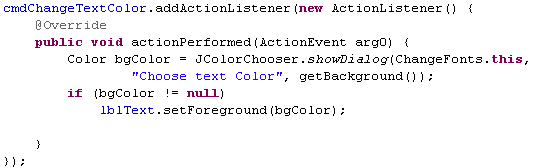 cmdChangeTextColor.addActionListener(new ActionListener() {
    @Override
    public void actionPerformed(ActionEvent arg0) {
        Color bgColor = JColorChooser.showDialog(ChangeFonts.this,
                "Choose text Color", getBackground());
        if (bgColor != null)
            lblText.setForeground(bgColor);

    }
});